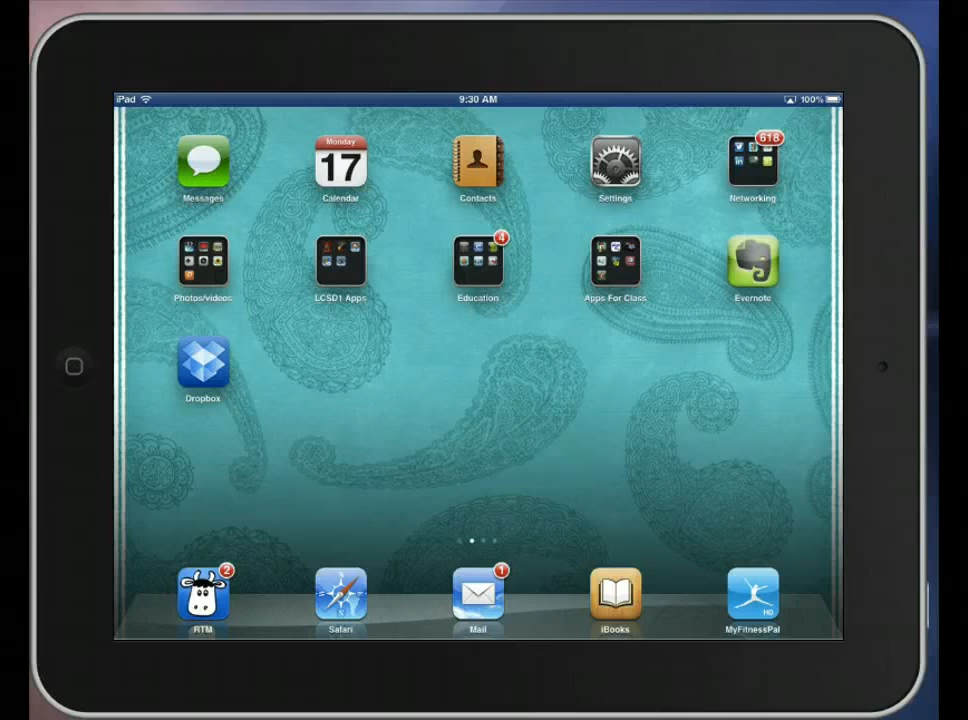 iPad 9:30 AM 100%
Monday 618
17
Messages Calendar Contacts Settings Networking
4
Photos/videos LCSD1 Apps Education Apps For Class Evernote
Dropbox
2 1
HD
RTM Safari Mail iBooks MyFitnessPal